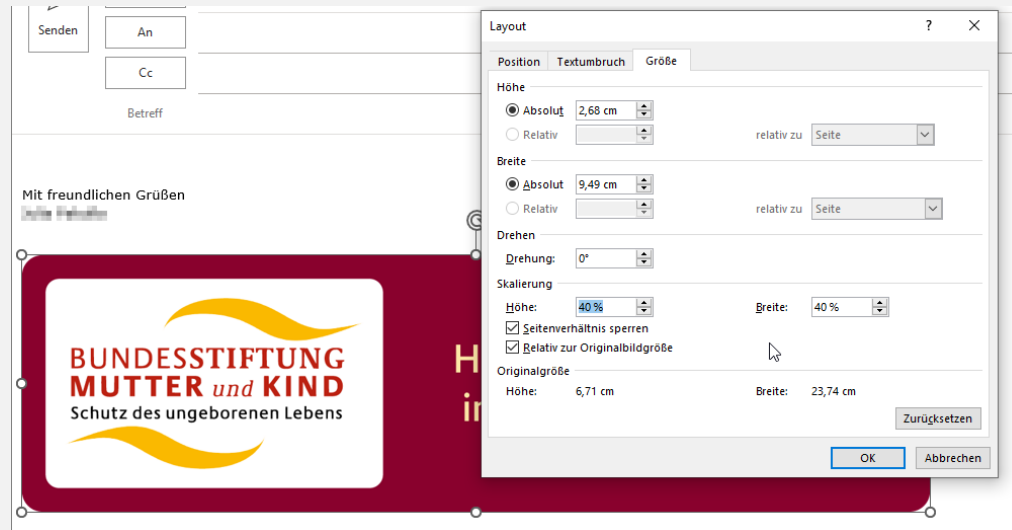 Senden
An
Cc
Betreff
Mit freundlichen Grüßen
BUNDESSTIFTUNG
MUTTER und KIND
Schutz des ungeborenen Lebens
Layout
? ✕
Position Textumbruch Größe
Höhe
Absolut 2,68 cm
Relativ relativ zu Seite
Breite
Absolut 9,49 cm
Relativ relativ zu Seite
Drehen
Drehung: 0°
Skalierung
Höhe: 40 % Breite: 40 %
Seitenverhältnis sperren
Relativ zur Originalbildgröße
Originalgröße
Höhe: 6,71 cm Breite: 23,74 cm
Zurücksetzen
OK Abbrechen